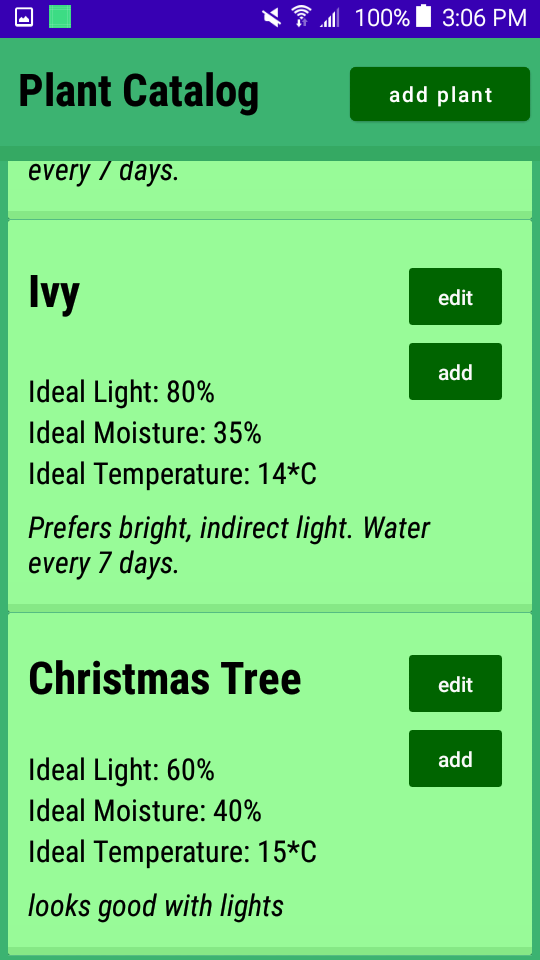 100% 3:06 PM
Plant Catalog
add plant
every 7 days.
Ivy
edit
add
Ideal Light: 80%
Ideal Moisture: 35%
Ideal Temperature: 14*C
Prefers bright, indirect light. Water
every 7 days.
Christmas Tree
edit
add
Ideal Light: 60%
Ideal Moisture: 40%
Ideal Temperature: 15*C
looks good with lights